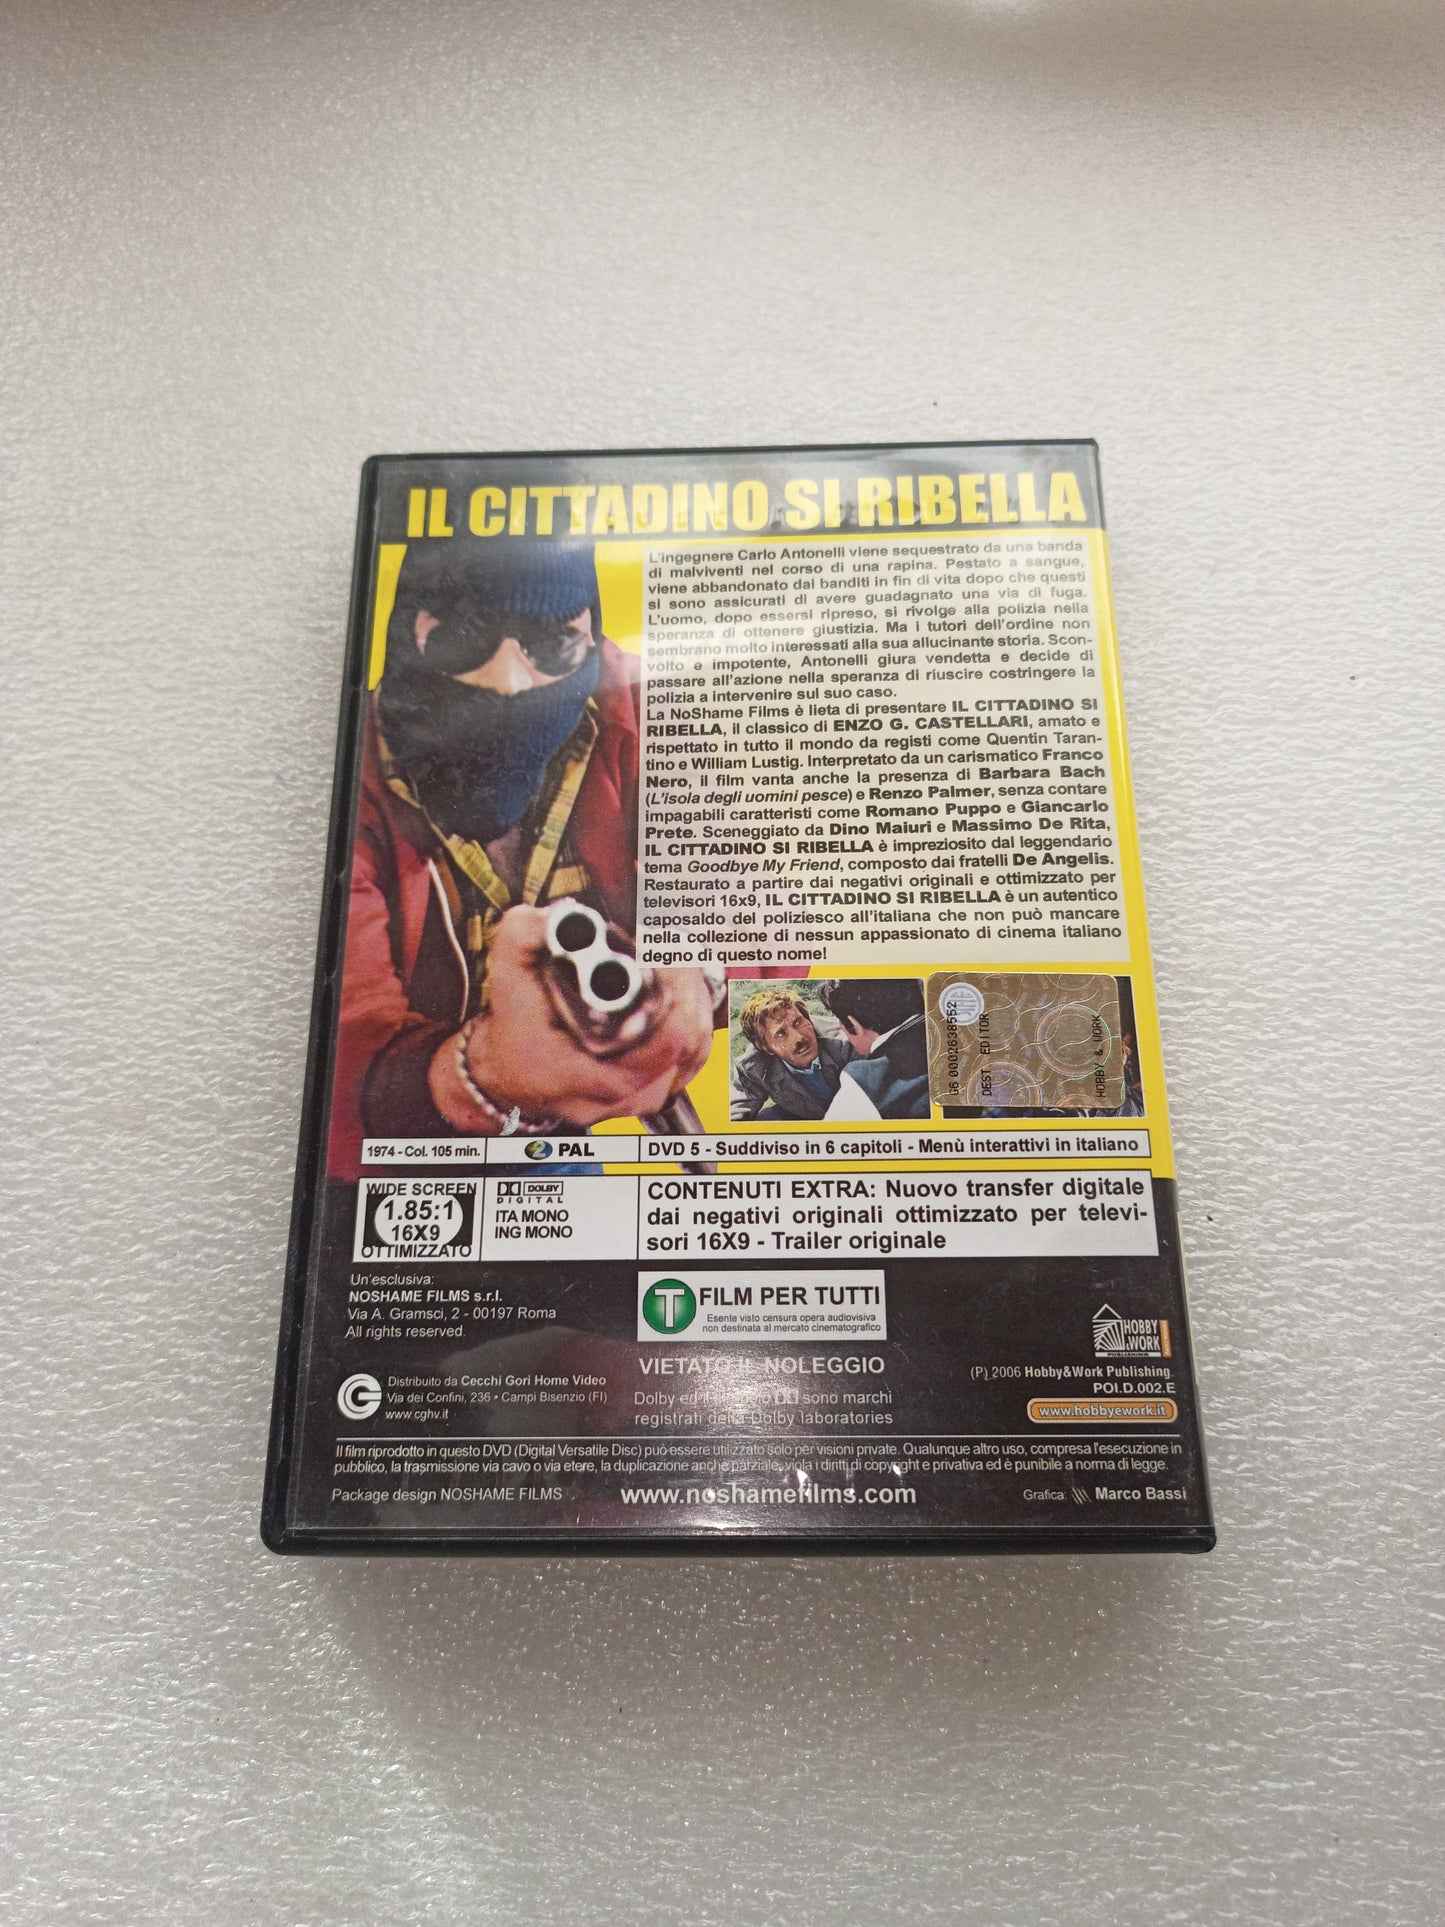 IL CITTADINO SI RIBELLA
L'ingegnere Carlo Antonelli viene sequestrato da una banda
di malviventi nel corso di una rapina. Pestato a sangue,
viene abbandonato dai banditi in fin di vita dopo che questi
si sono assicurati di avere guadagnato una via di fuga.
L'uomo, dopo essersi ripreso, si rivolge alla polizia nella
speranza di ottenere giustizia. Ma i tutori dell'ordine non
sembrano molto interessati alla sua allucinante storia. Scon-
volto e impotente, Antonelli giura vendetta e decide di
passare all'azione nella speranza di riuscire costringere la
polizia a intervenire sul suo caso.
La NoShame Films è lieta di presentare IL CITTADINO SI
RIBELLA, il classico di ENZO G. CASTELLARI, amato e
rispettato in tutto il mondo da registi come Quentin Taran-
tino e William Lustig. Interpretato da un carismatico Franco
Nero, il film vanta anche la presenza di Barbara Bach
(L'isola degli uomini pesce) e Renzo Palmer, senza contare
impagabili caratteristi come Romano Puppo e Giancarlo
Prete. Sceneggiato da Dino Maiuri e Massimo De Rita,
IL CITTADINO SI RIBELLA è impreziosito dal leggendario
tema Goodbye My Friend, composto dai fratelli De Angelis.
Restaurato a partire dai negativi originali e ottimizzato per
televisori 16x9, IL CITTADINO SI RIBELLA è un autentico
caposaldo del poliziesco all'italiana che non può mancare
nella collezione di nessun appassionato di cinema italiano
degno di questo nome!
G6 0002638552
DEST EDITOR
HOBBY & WORK
1974 - Col. 105 min.
2 PAL
DVD 5 - Suddiviso in 6 capitoli - Menù interattivi in italiano
WIDE SCREEN
1.85:1
16X9
OTTIMIZZATO
DOLBY
DIGITAL
ITA MONO
ING MONO
CONTENUTI EXTRA: Nuovo transfer digitale
dai negativi originali ottimizzato per televi-
sori 16X9 - Trailer originale
Un'esclusiva:
NOSHAME FILMS s.r.l.
Via A. Gramsci, 2 - 00197 Roma
All rights reserved.
T FILM PER TUTTI
Esente visto censura opera audiovisiva
non destinata al mercato cinematografico
HOBBY
&WORK
PUBLISHING
VIETATO IL NOLEGGIO
Distribuito da Cecchi Gori Home Video
Via dei Confini, 236 • Campi Bisenzio (FI)
www.cghv.it
Dolby ed il sono marchi
registrati della Dolby laboratories
(P) 2006 Hobby&Work Publishing.
POI.D.002.E
www.hobbyework.it
Il film riprodotto in questo DVD (Digital Versatile Disc) può essere utilizzato solo per visioni private. Qualunque altro uso, compresa l'esecuzione in
pubblico, la trasmissione via cavo o via etere, la duplicazione anche parziale, viola i diritti di copyright e privativa ed è punibile a norma di legge.
Package design NOSHAME FILMS
www.noshamefilms.com
Grafica: Marco Bassi